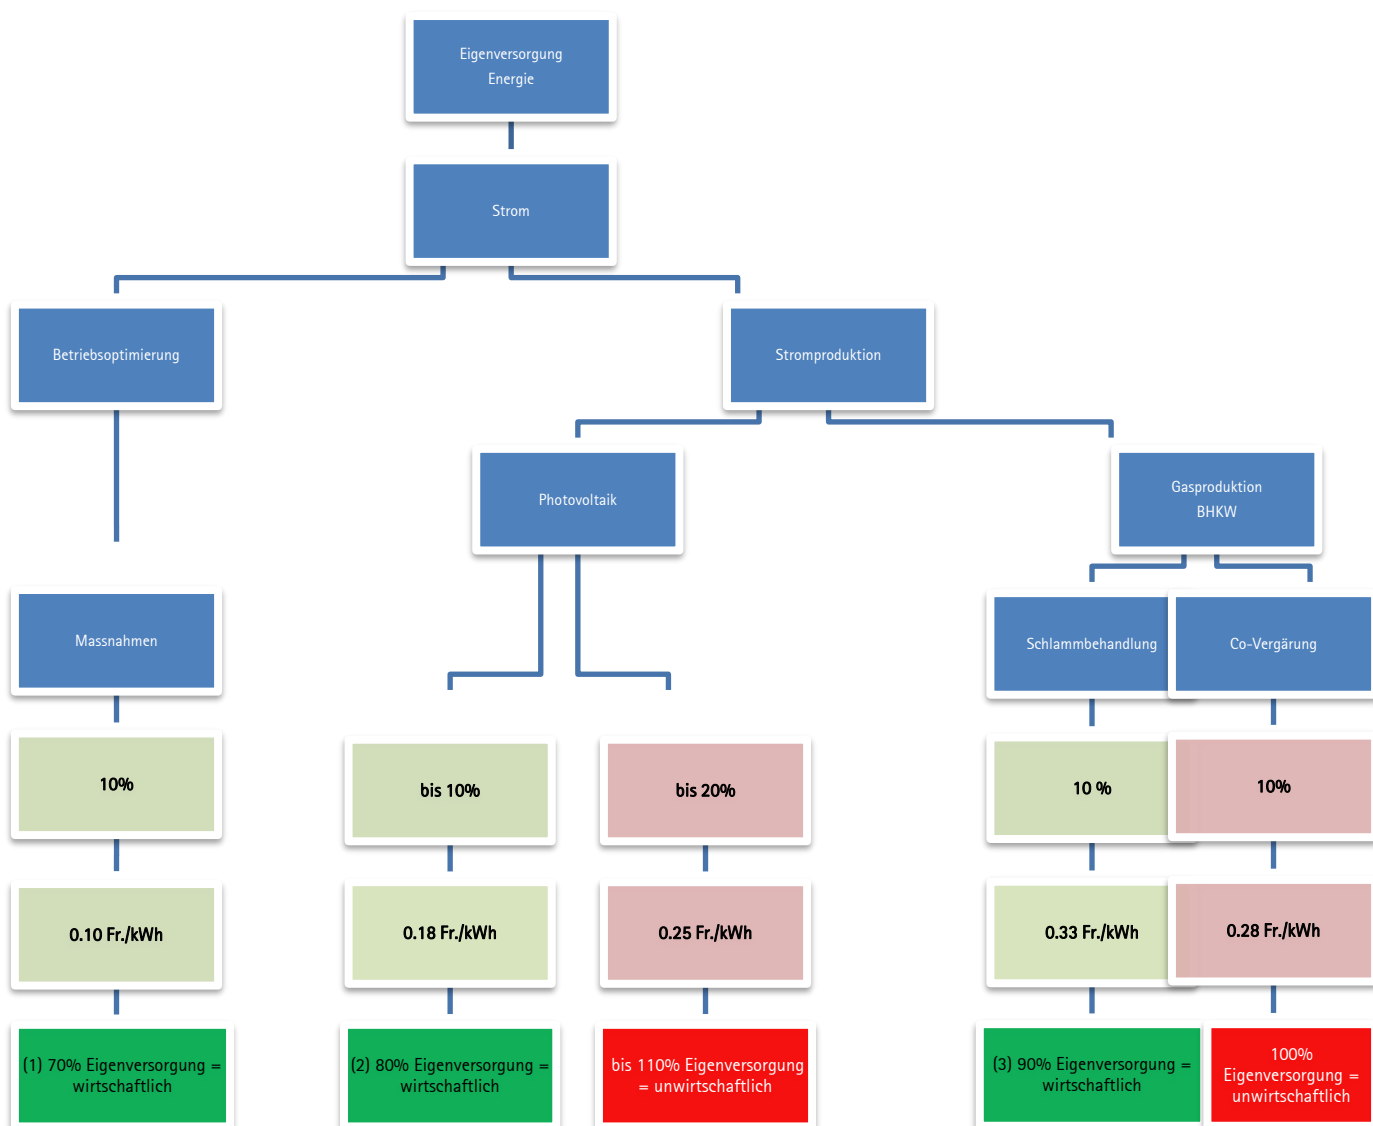 Eigenversorgung
Energie
Strom
Betriebsoptimierung
Stromproduktion
Photovoltaik
Gasproduktion
BHKW
Massnahmen
Schlammbehandlung
Co-Vergärung
10%
bis 10%
bis 20%
10 %
10%
0.10 Fr./kWh
0.18 Fr./kWh
0.25 Fr./kWh
0.33 Fr./kWh
0.28 Fr./kWh
(1) 70% Eigenversorgung =
wirtschaftlich
(2) 80% Eigenversorgung =
wirtschaftlich
bis 110% Eigenversorgung
= unwirtschaftlich
(3) 90% Eigenversorgung =
wirtschaftlich
100%
Eigenversorgung =
unwirtschaftlich